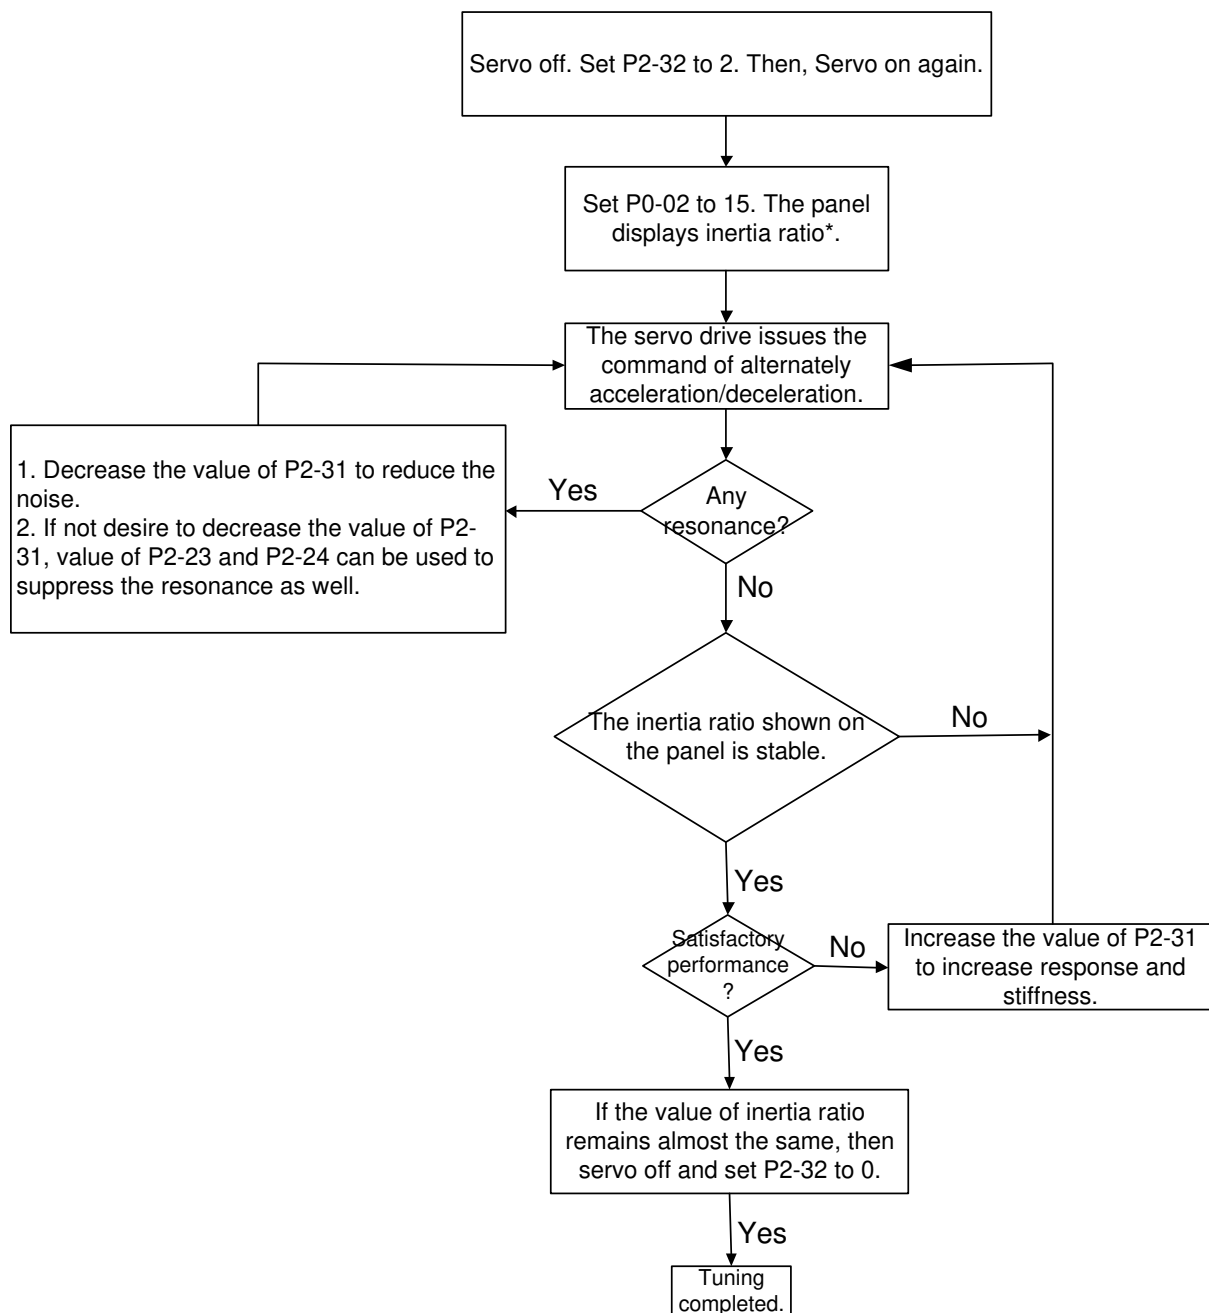 Servo off. Set P2-32 to 2. Then, Servo on again.
Set P0-02 to 15. The panel
displays inertia ratio*.
The servo drive issues the
command of alternately
acceleration/deceleration.
1. Decrease the value of P2-31 to reduce the
noise.
2. If not desire to decrease the value of P2-
31, value of P2-23 and P2-24 can be used to
suppress the resonance as well.
Yes
Any
resonance?
No
The inertia ratio shown on
the panel is stable.
No
Yes
Satisfactory
performance
?
No
Increase the value of P2-31
to increase response and
stiffness.
Yes
If the value of inertia ratio
remains almost the same, then
servo off and set P2-32 to 0.
Yes
Tuning
completed.